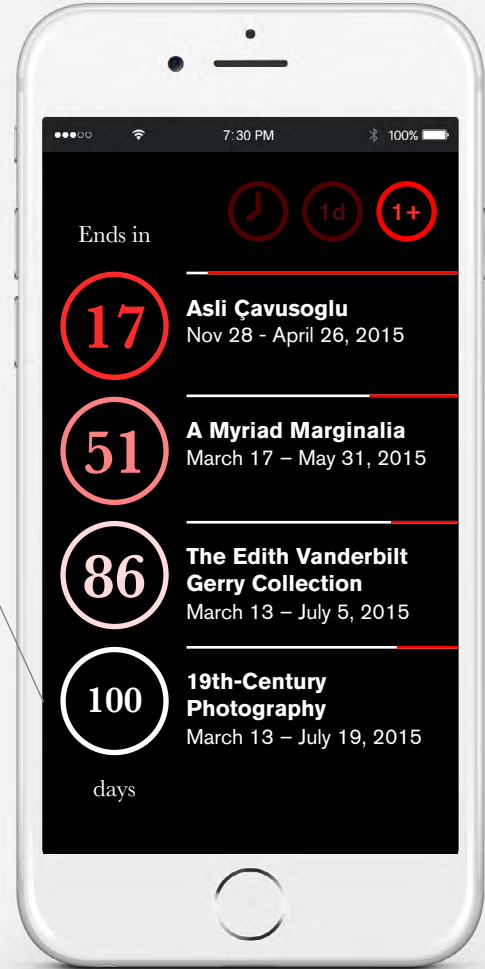 7:30 PM
100%
1d
1+
Ends in
17
Asli Çavusoglu
Nov 28 - April 26, 2015
51
A Myriad Marginalia
March 17 – May 31, 2015
86
The Edith Vanderbilt
Gerry Collection
March 13 – July 5, 2015
100
19th-Century
Photography
March 13 – July 19, 2015
days